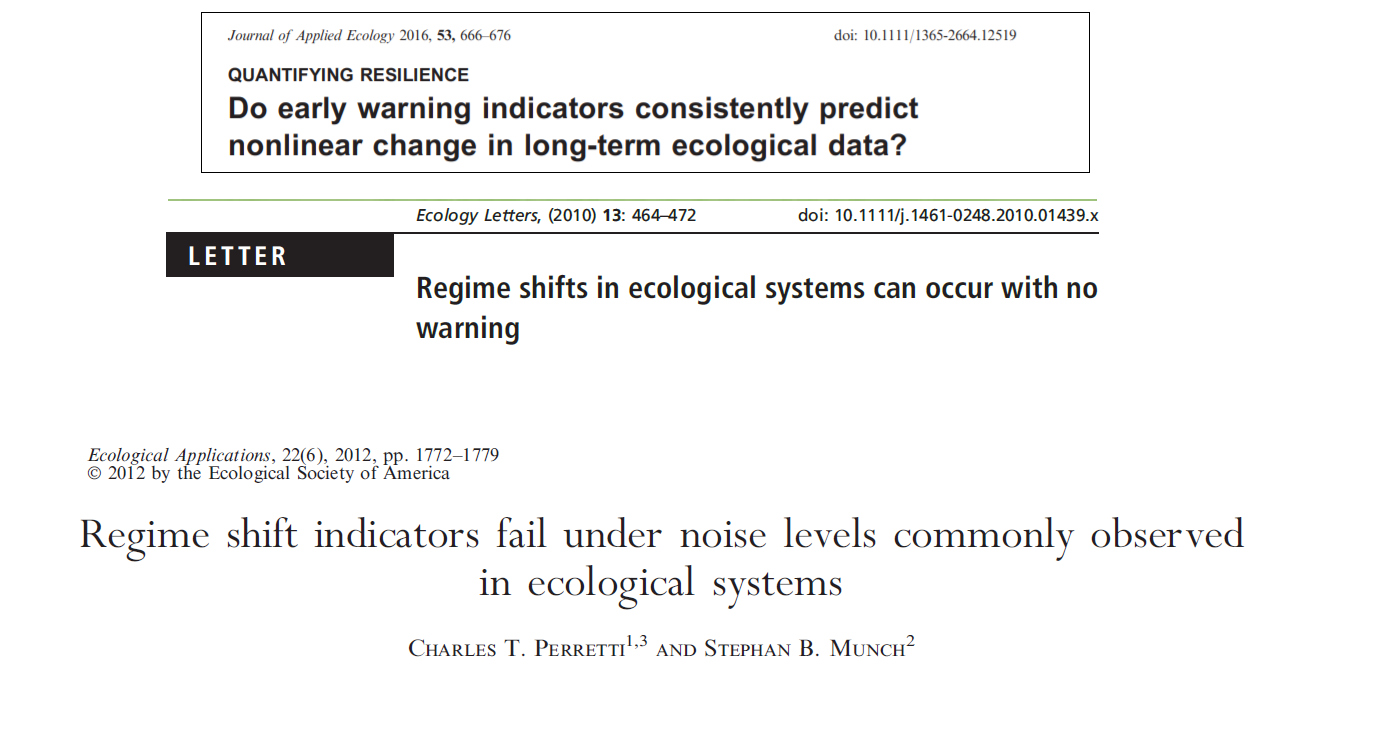 Journal of Applied Ecology 2016, 53, 666–676 doi: 10.1111/1365-2664.12519
QUANTIFYING RESILIENCE
Do early warning indicators consistently predict
nonlinear change in long-term ecological data?
Ecology Letters, (2010) 13: 464–472 doi: 10.1111/j.1461-0248.2010.01439.x
LETTER
Regime shifts in ecological systems can occur with no
warning
Ecological Applications, 22(6), 2012, pp. 1772–1779
© 2012 by the Ecological Society of America
Regime shift indicators fail under noise levels commonly observed
in ecological systems
CHARLES T. PERRETTI1,3 AND STEPHAN B. MUNCH2